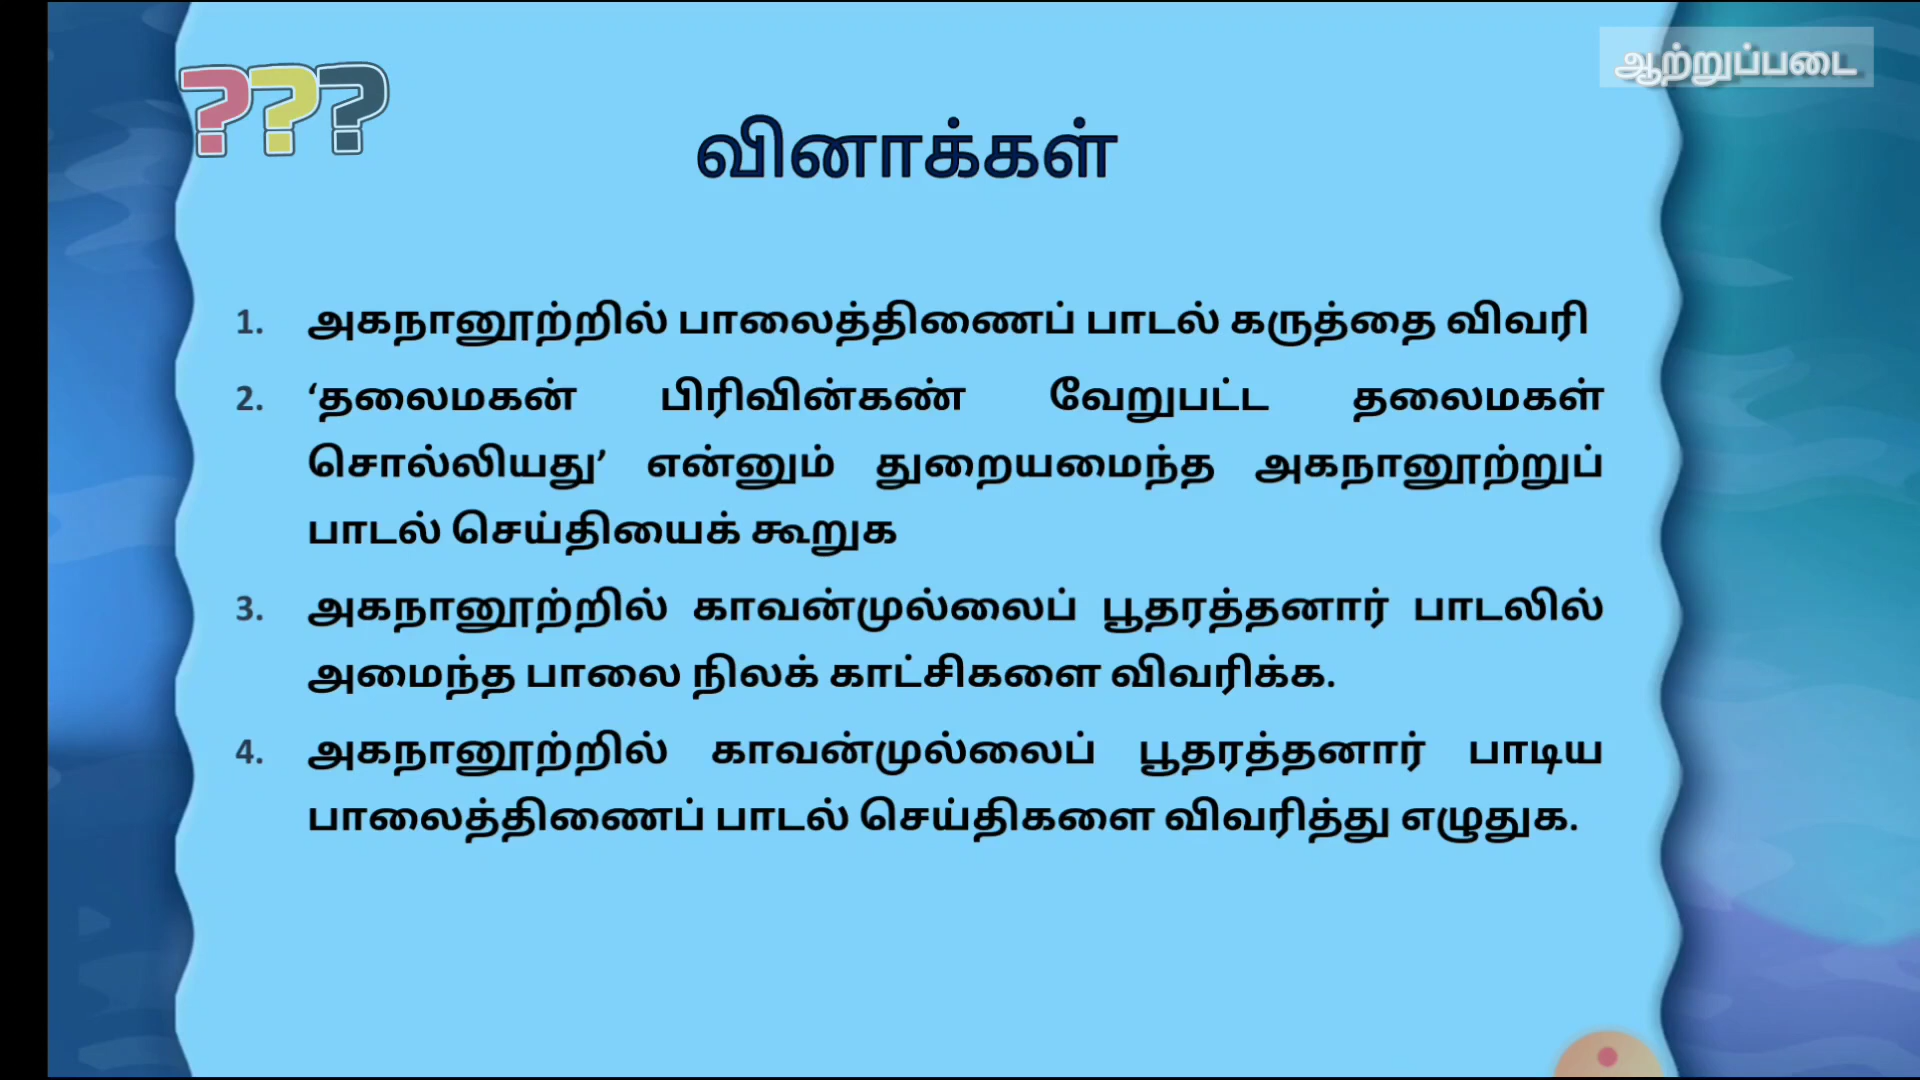 ???
ஆற்றுப்படை
வினாக்கள்
1. அகநானூற்றில் பாலைத்திணைப் பாடல் கருத்தை விவரி
2. ‘தலைமகன் பிரிவின்கண் வேறுபட்ட தலைமகள்
சொல்லியது’ என்னும் துறையமைந்த அகநானூற்றுப்
பாடல் செய்தியைக் கூறுக
3. அகநானூற்றில் காவன்முல்லைப் பூதரத்தனார் பாடலில்
அமைந்த பாலை நிலக் காட்சிகளை விவரிக்க.
4. அகநானூற்றில் காவன்முல்லைப் பூதரத்தனார் பாடிய
பாலைத்திணைப் பாடல் செய்திகளை விவரித்து எழுதுக.